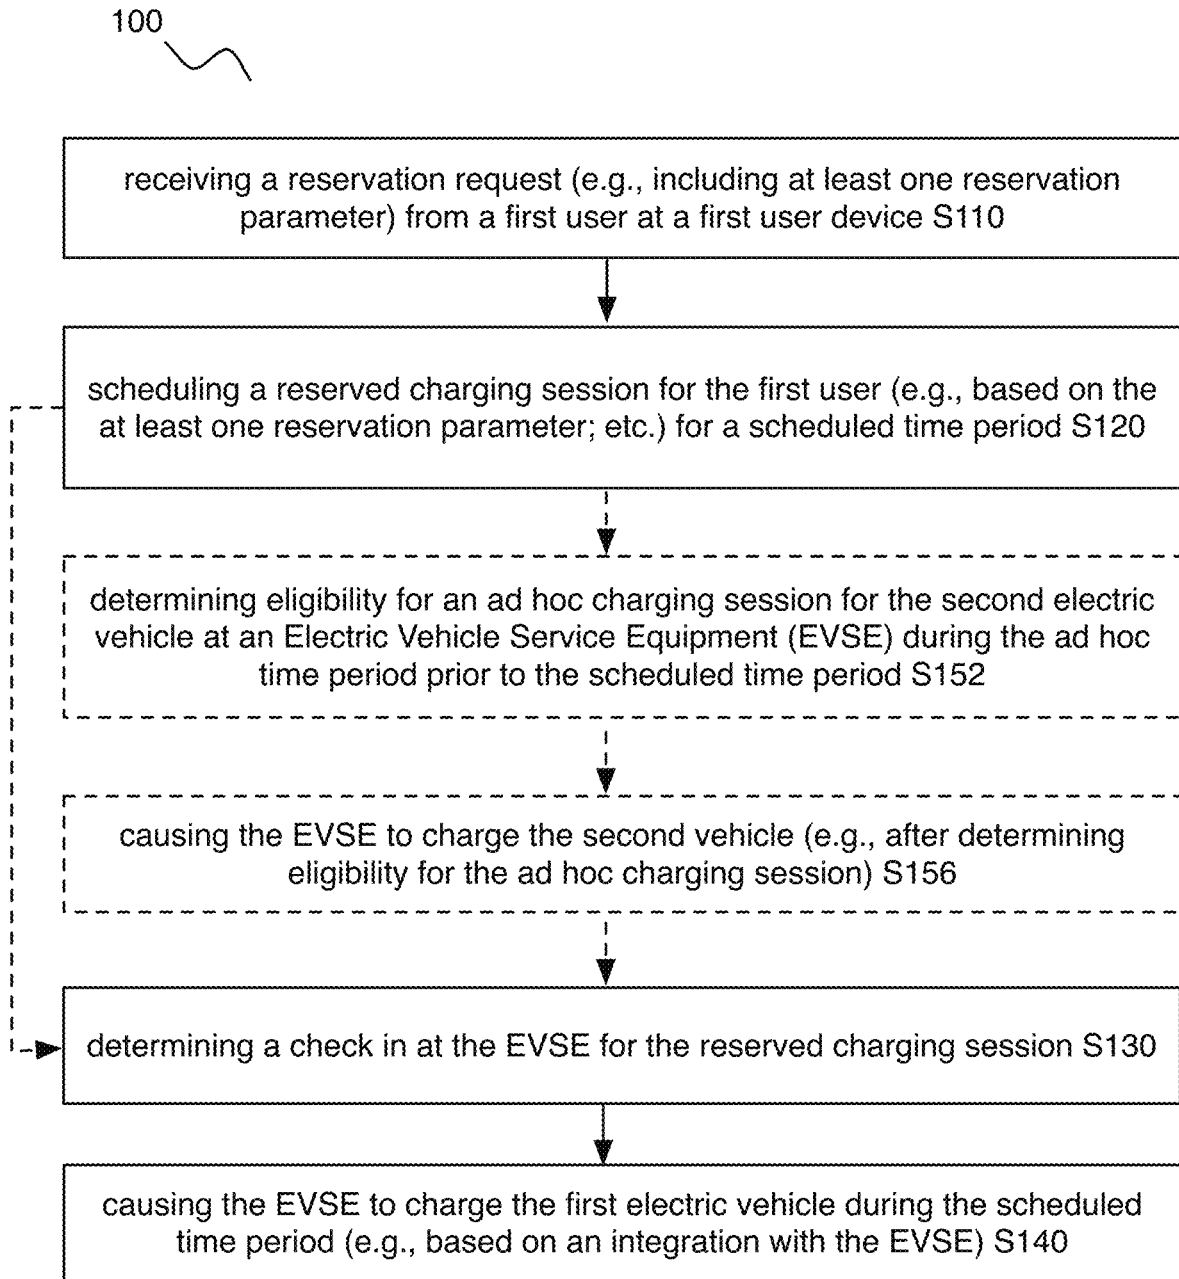 100
receiving a reservation request (e.g., including at least one reservation
parameter) from a first user at a first user device S110
scheduling a reserved charging session for the first user (e.g., based on the
at least one reservation parameter; etc.) for a scheduled time period S120
determining eligibility for an ad hoc charging session for the second electric
vehicle at an Electric Vehicle Service Equipment (EVSE) during the ad hoc
time period prior to the scheduled time period S152
causing the EVSE to charge the second vehicle (e.g., after determining
eligibility for the ad hoc charging session) S156
determining a check in at the EVSE for the reserved charging session S130
causing the EVSE to charge the first electric vehicle during the scheduled
time period (e.g., based on an integration with the EVSE) S140